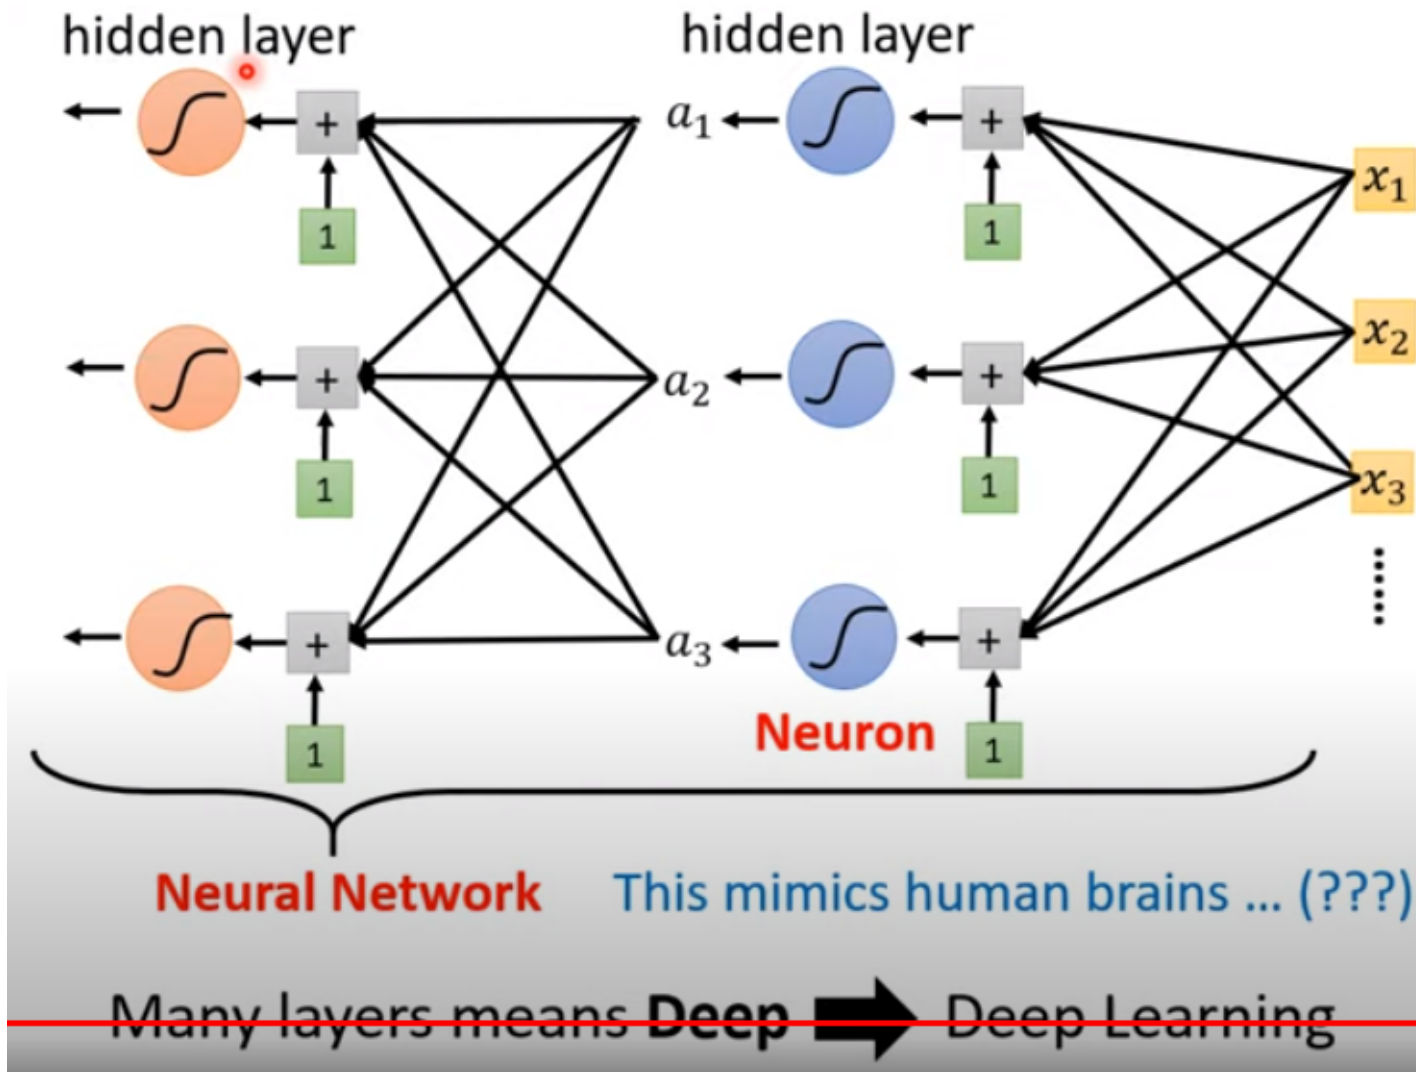 hidden layer
hidden layer
+
a₁
+
x₁
1
1
x₂
+
a₂
+
1
1
x₃
......
+
a₃
+
Neuron
1
1
Neural Network
This mimics human brains ... (???)
Many layers means Deep
Deep Learning